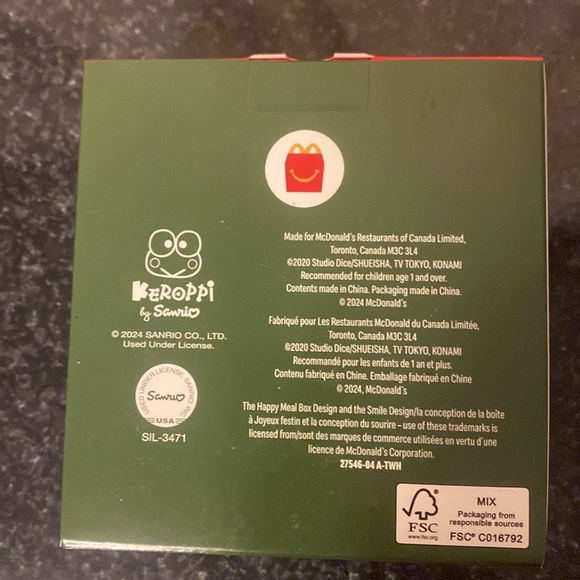 KEROPPI
by Sanrio
© 2024 SANRIO CO., LTD.
Used Under License.
USED UNDER LICENSE, SANRIO, INC.
Sanrio
USA
SIL-3471
Made for McDonald's Restaurants of Canada Limited,
Toronto, Canada M3C 3L4
©2020 Studio Dice/SHUEISHA, TV TOKYO, KONAMI
Recommended for children age 1 and over.
Contents made in China. Packaging made in China.
© 2024 McDonald's
Fabriqué pour Les Restaurants McDonald du Canada Limitée,
Toronto, Canada M3C 3L4
©2020 Studio Dice/SHUEISHA, TV TOKYO, KONAMI
Recommandé pour les enfants de 1 an et plus.
Contenu fabriqué en Chine. Emballage fabriqué en Chine
© 2024, McDonald's
The Happy Meal Box Design and the Smile Design/la conception de la boîte
à Joyeux festin et la conception du sourire – use of these trademarks is
licensed from/sont des marques de commerce utilisées en vertu d'une
licence de McDonald's Corporation.
27546-04 A-TWH
FSC
www.fsc.org
MIX
Packaging from
responsible sources
FSC® C016792